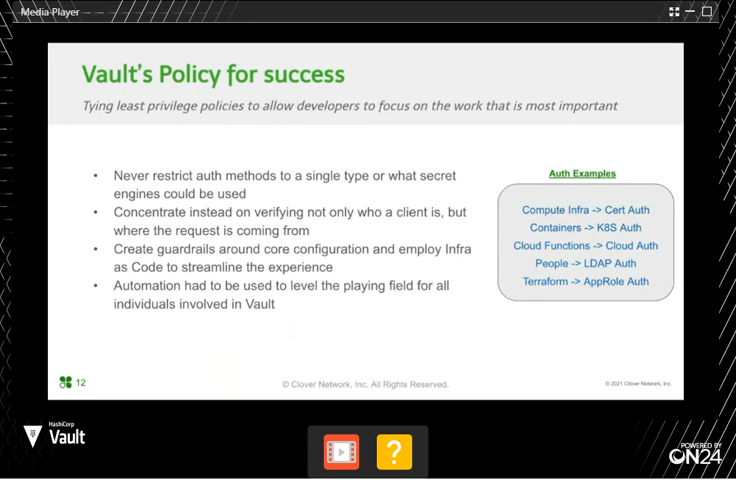 Media Player
Vault's Policy for success
Tying least privilege policies to allow developers to focus on the work that is most important
• Never restrict auth methods to a single type or what secret
engines could be used
• Concentrate instead on verifying not only who a client is, but
where the request is coming from
• Create guardrails around core configuration and employ Infra
as Code to streamline the experience
• Automation had to be used to level the playing field for all
individuals involved in Vault
Auth Examples
Compute Infra -> Cert Auth
Containers -> K8S Auth
Cloud Functions -> Cloud Auth
People -> LDAP Auth
Terraform -> AppRole Auth
12
© Clover Network, Inc. All Rights Reserved.
© 2021 Clover Network, Inc.
HashiCorp
Vault
?
POWERED BY
ON24